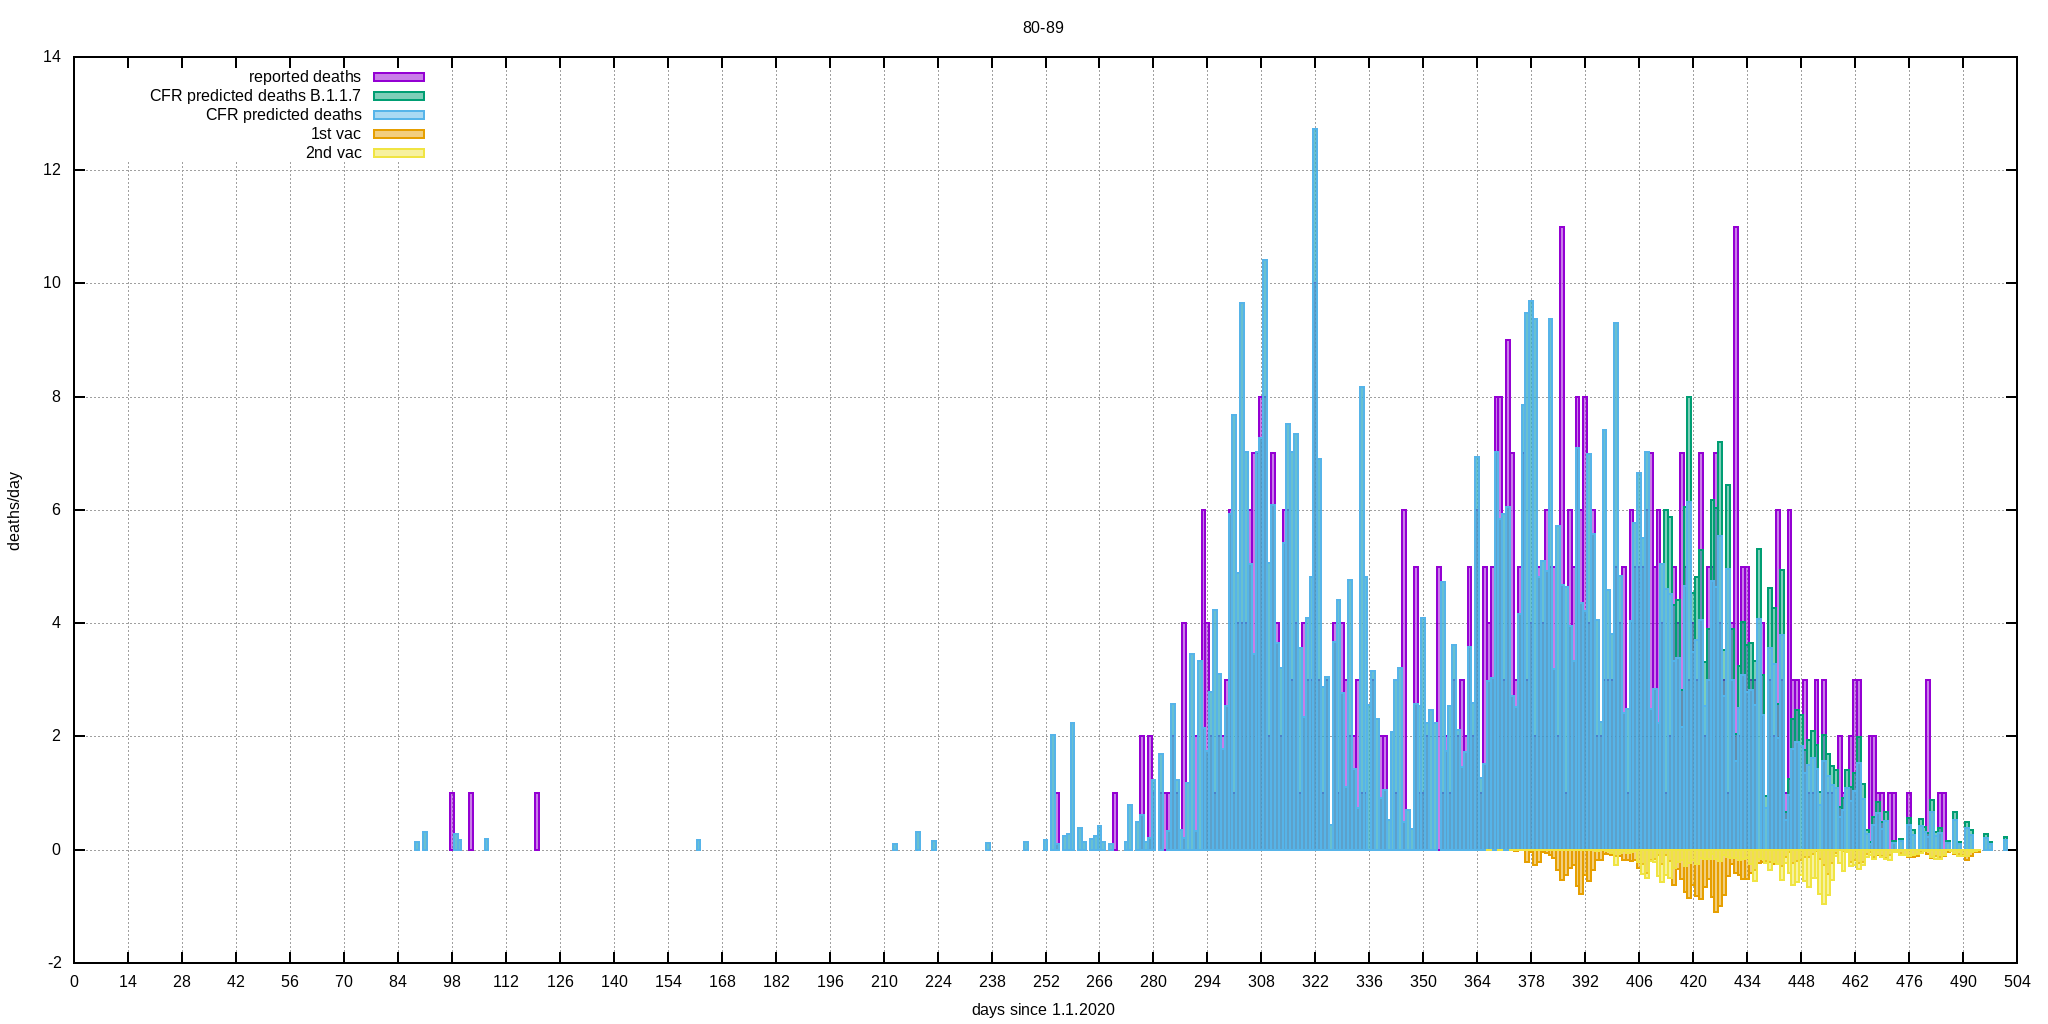 80-89
14
12
10
8
6
4
2
0
-2
deaths/day
reported deaths
CFR predicted deaths B.1.1.7
CFR predicted deaths
1st vac
2nd vac
0 14 28 42 56 70 84 98 112 126 140 154 168 182 196 210 224 238 252 266 280 294 308 322 336 350 364 378 392 406 420 434 448 462 476 490 504
days since 1.1.2020